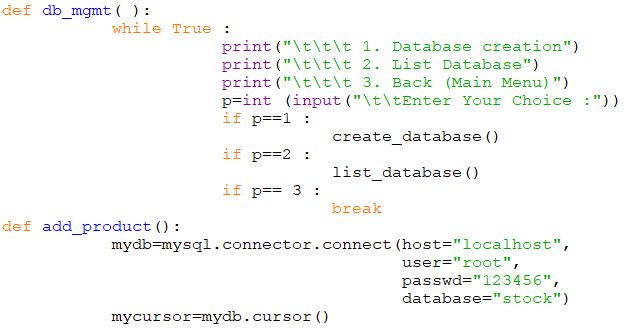 def db_mgmt( ):
           while True :
                      print("\t\t\t 1. Database creation")
                      print("\t\t\t 2. List Database")
                      print("\t\t\t 3. Back (Main Menu)")
                      p=int (input("\t\tEnter Your Choice :"))
                      if p==1 :
                                 create_database()
                      if p==2 :
                                 list_database()
                      if p== 3 :
                                 break
def add_product():
           mydb=mysql.connector.connect(host="localhost",
                                        user="root",
                                        passwd="123456",
                                        database="stock")
           mycursor=mydb.cursor()